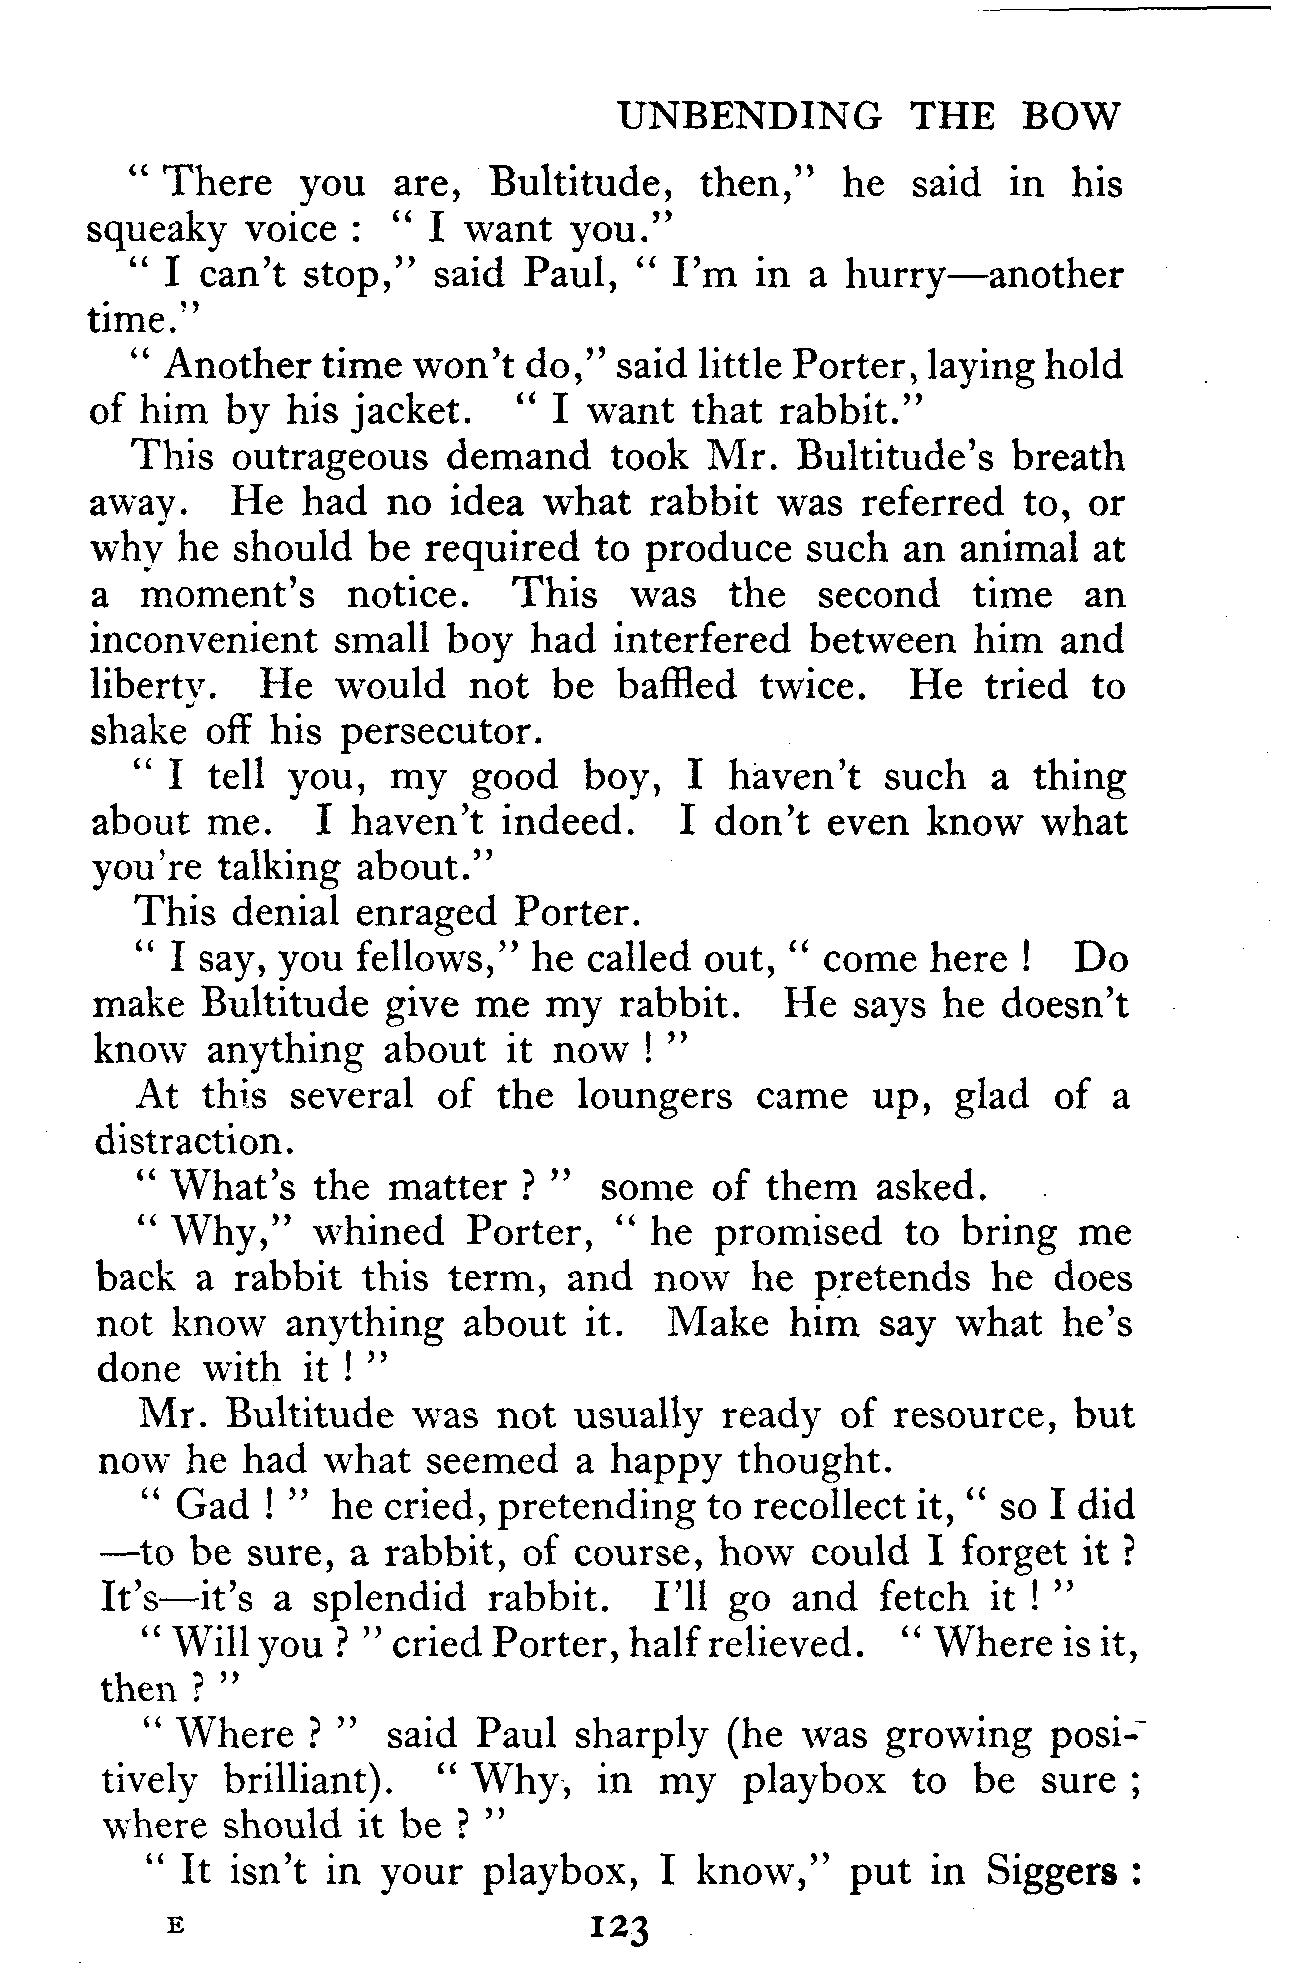 UNBENDING THE BOW
“ There you are, Bultitude, then,” he said in his
squeaky voice : “ I want you.”
“ I can't stop,” said Paul, “ I'm in a hurry—another
time.”
“ Another time won't do,” said little Porter, laying hold
of him by his jacket. “ I want that rabbit.”
This outrageous demand took Mr. Bultitude's breath
away. He had no idea what rabbit was referred to, or
why he should be required to produce such an animal at
a moment's notice. This was the second time an
inconvenient small boy had interfered between him and
liberty. He would not be baffled twice. He tried to
shake off his persecutor.
“ I tell you, my good boy, I haven't such a thing
about me. I haven't indeed. I don't even know what
you're talking about.”
This denial enraged Porter.
“ I say, you fellows,” he called out, “ come here ! Do
make Bultitude give me my rabbit. He says he doesn't
know anything about it now ! ”
At this several of the loungers came up, glad of a
distraction.
“ What's the matter ? ” some of them asked.
“ Why,” whined Porter, “ he promised to bring me
back a rabbit this term, and now he pretends he does
not know anything about it. Make him say what he's
done with it ! ”
Mr. Bultitude was not usually ready of resource, but
now he had what seemed a happy thought.
“ Gad ! ” he cried, pretending to recollect it, “ so I did
—to be sure, a rabbit, of course, how could I forget it ?
It's—it's a splendid rabbit. I'll go and fetch it ! ”
“ Will you ? ” cried Porter, half relieved. “ Where is it,
then ? ”
“ Where ? ” said Paul sharply (he was growing posi-
tively brilliant). “ Why, in my playbox to be sure ;
where should it be ? ”
“ It isn't in your playbox, I know,” put in Siggers :
E 123